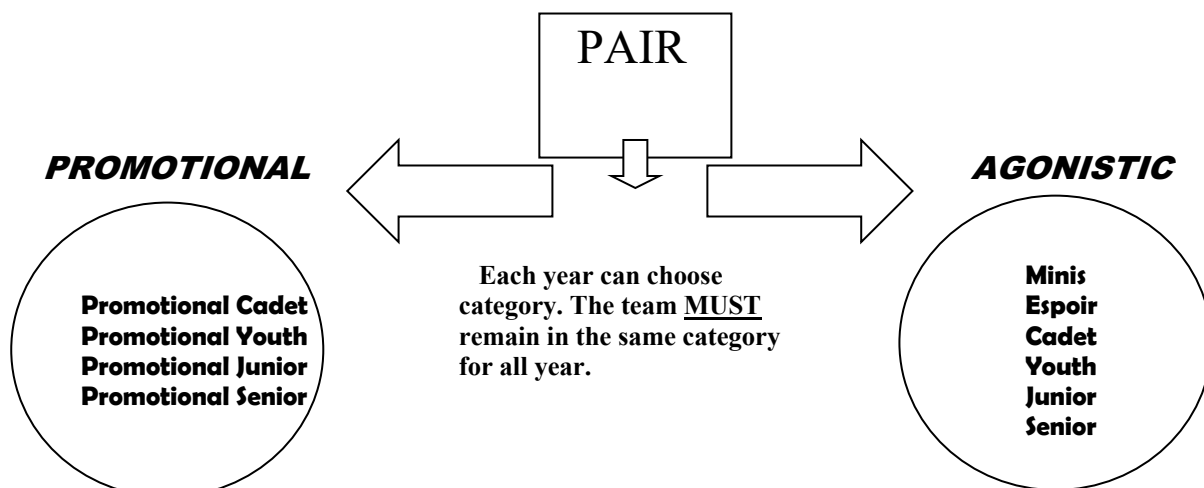 PAIR
PROMOTIONAL
AGONISTIC
Promotional Cadet
Promotional Youth
Promotional Junior
Promotional Senior
Each year can choose
category. The team MUST
remain in the same category
for all year.
Minis
Espoir
Cadet
Youth
Junior
Senior